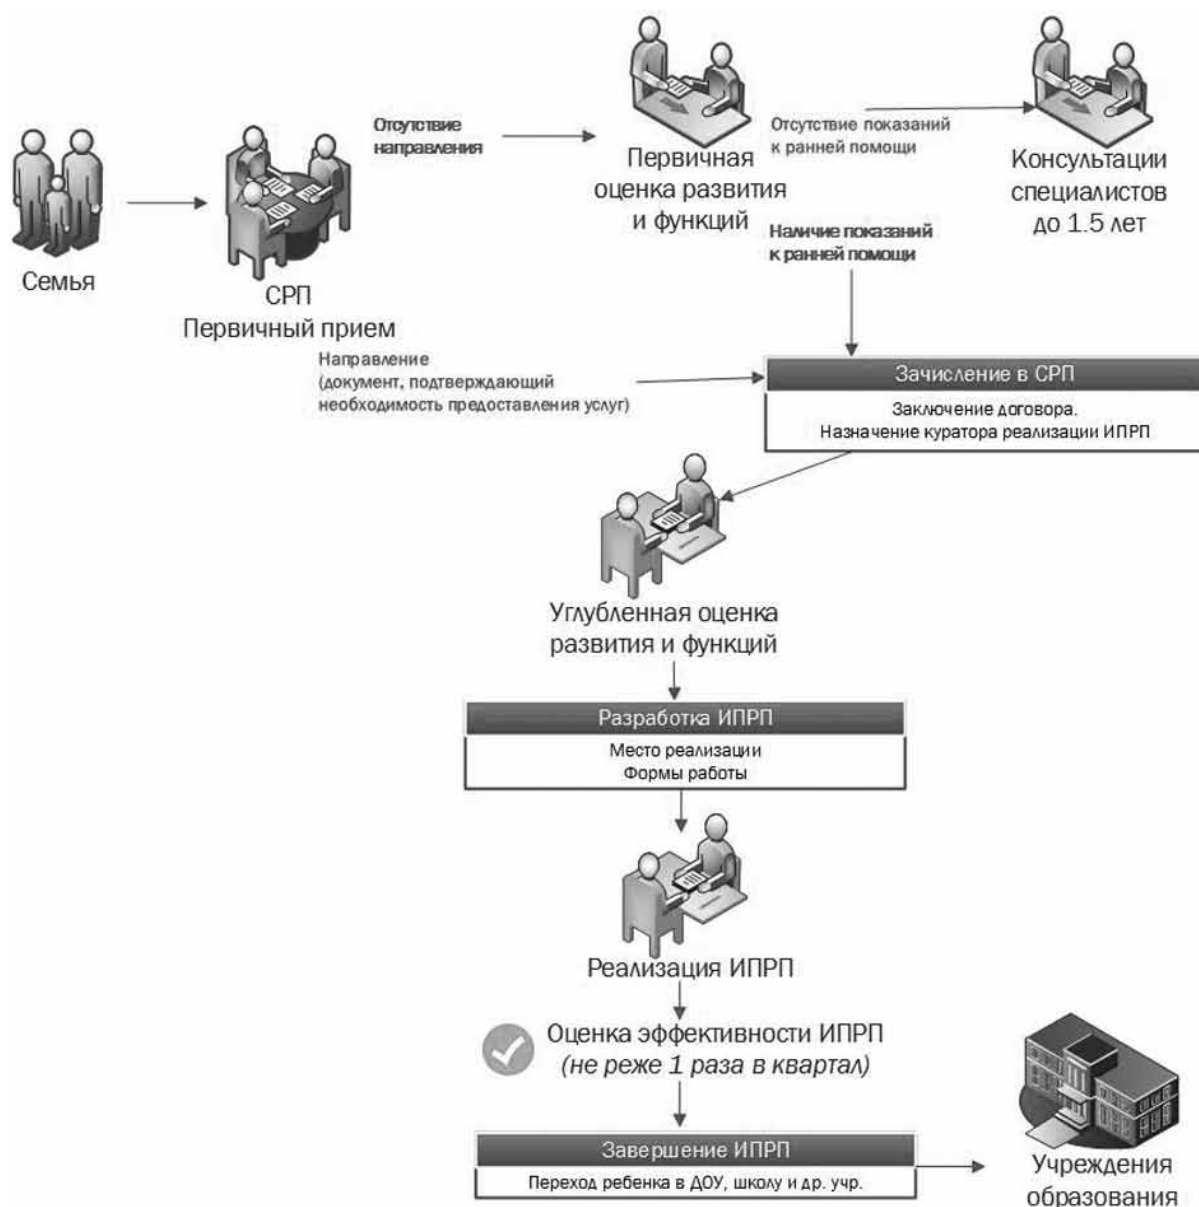 Семья
СРП
Первичный прием
Отсутствие
направления
Первичная
оценка развития
и функций
Отсутствие показаний
к ранней помощи
Консультации
специалистов
до 1.5 лет
Наличие показаний
к ранней помощи
Направление
(документ, подтверждающий
необходимость предоставления услуг)
Зачисление в СРП
Заключение договора.
Назначение куратора реализации ИПРП
Углубленная оценка
развития и функций
Разработка ИПРП
Место реализации
Формы работы
Реализация ИПРП
Оценка эффективности ИПРП
(не реже 1 раза в квартал)
Завершение ИПРП
Переход ребенка в ДОУ, школу и др. учр.
Учреждения
образования